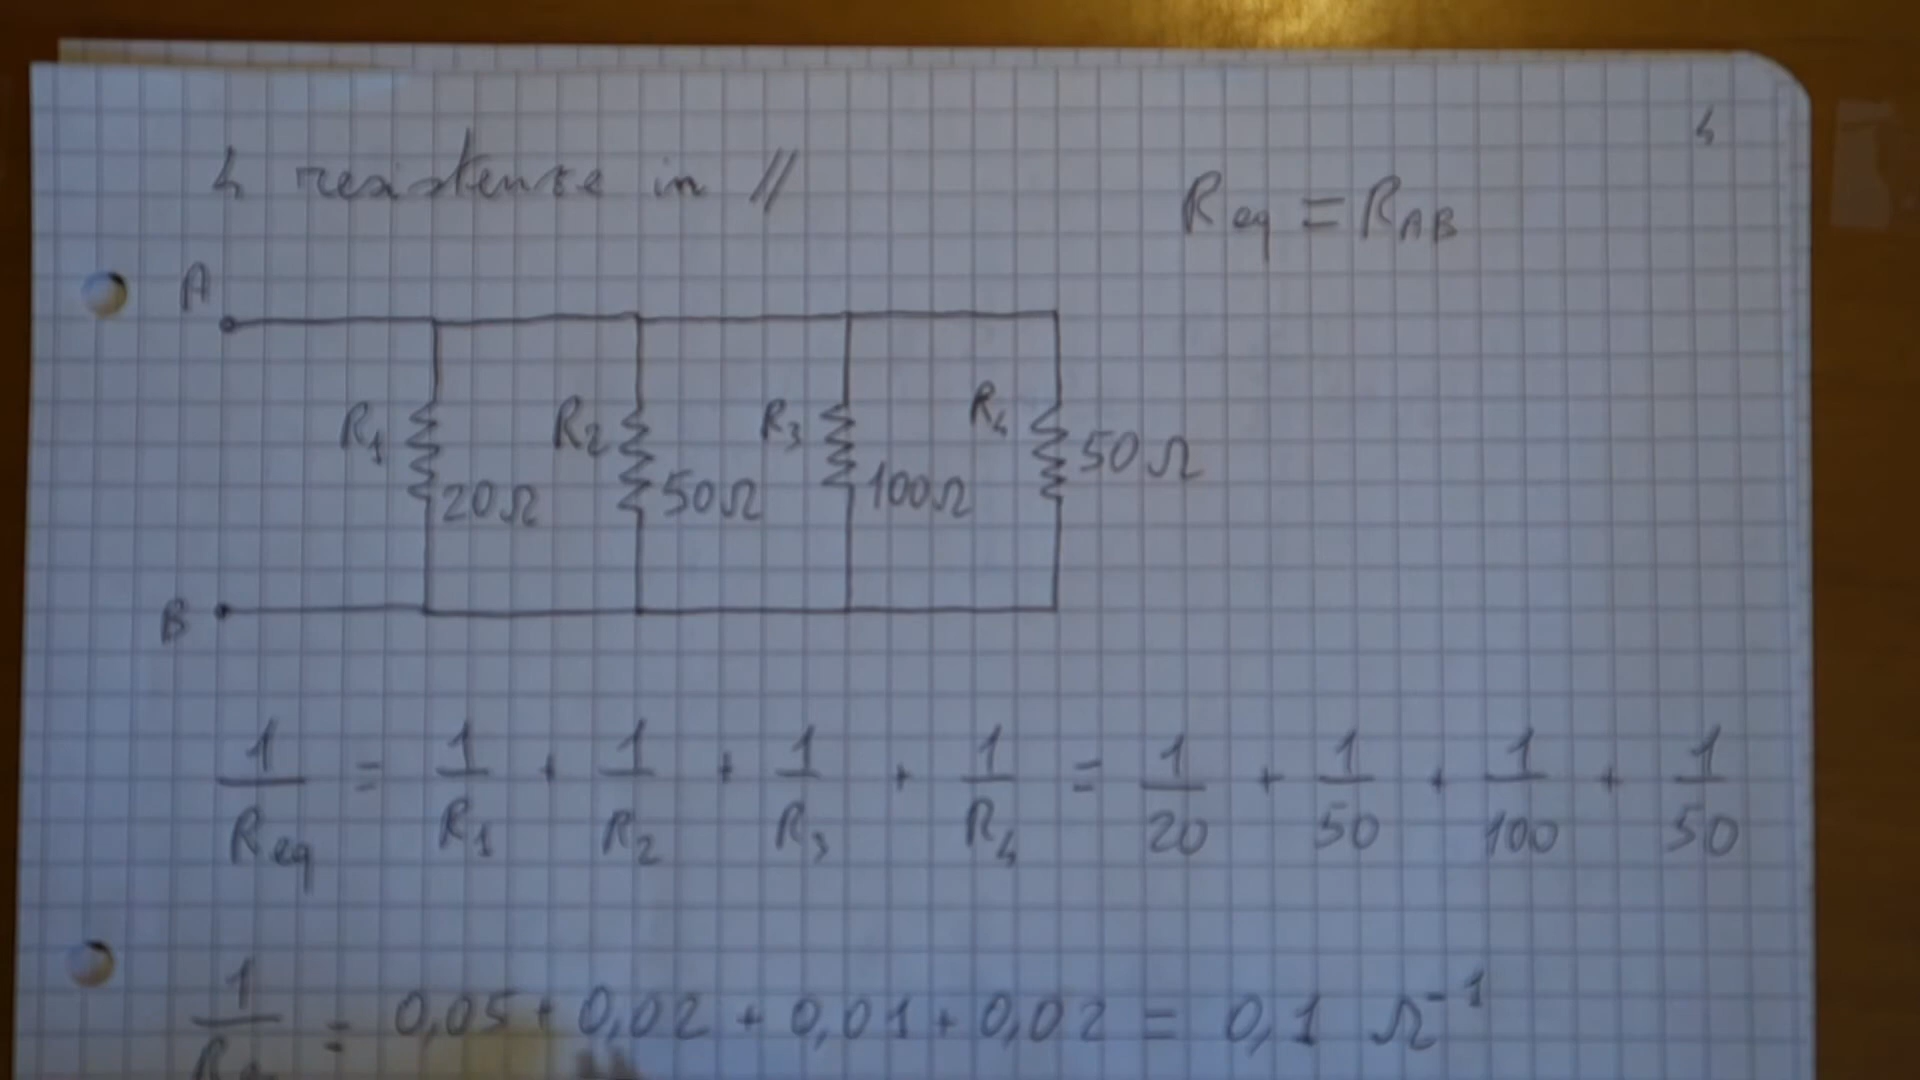 4
4 resistenze in //
Req = RAB
A
R1 R2 R3 R4
20Ω 50Ω 100Ω 50Ω
B
1/Req = 1/R1 + 1/R2 + 1/R3 + 1/R4 = 1/20 + 1/50 + 1/100 + 1/50
1/Req = 0,05 + 0,02 + 0,01 + 0,02 = 0,1 Ω⁻¹